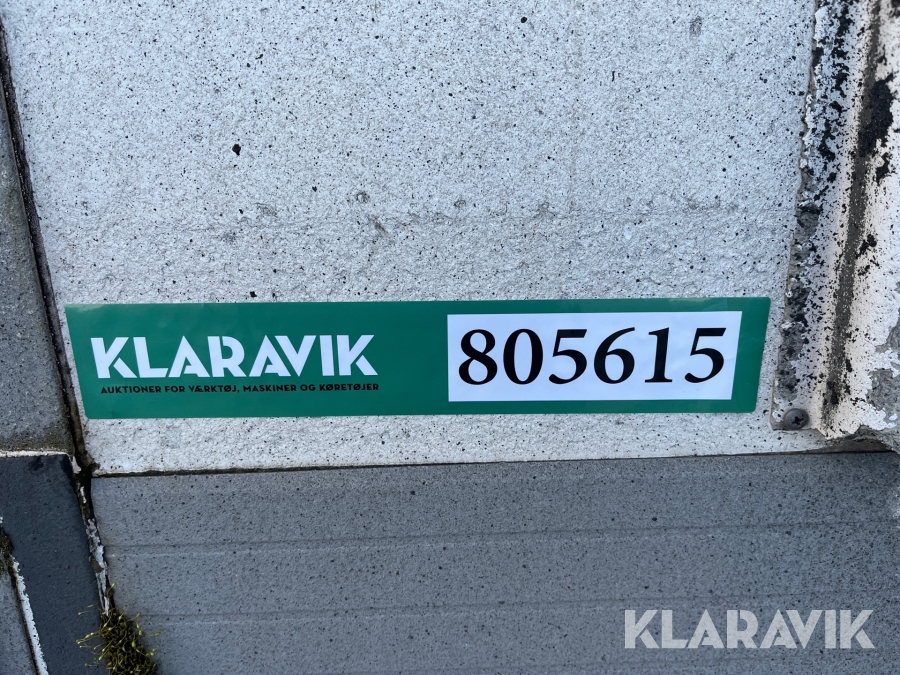 KLARAVIK
AUKTIONER FOR VÆRKTØJ, MASKINER OG KØRETØJER
805615
KLARAVIK